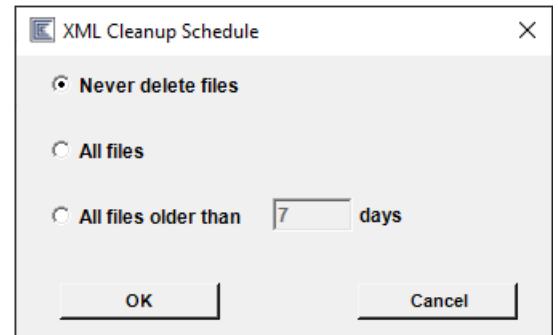 XML Cleanup Schedule
Never delete files
All files
All files older than 7 days
OK Cancel